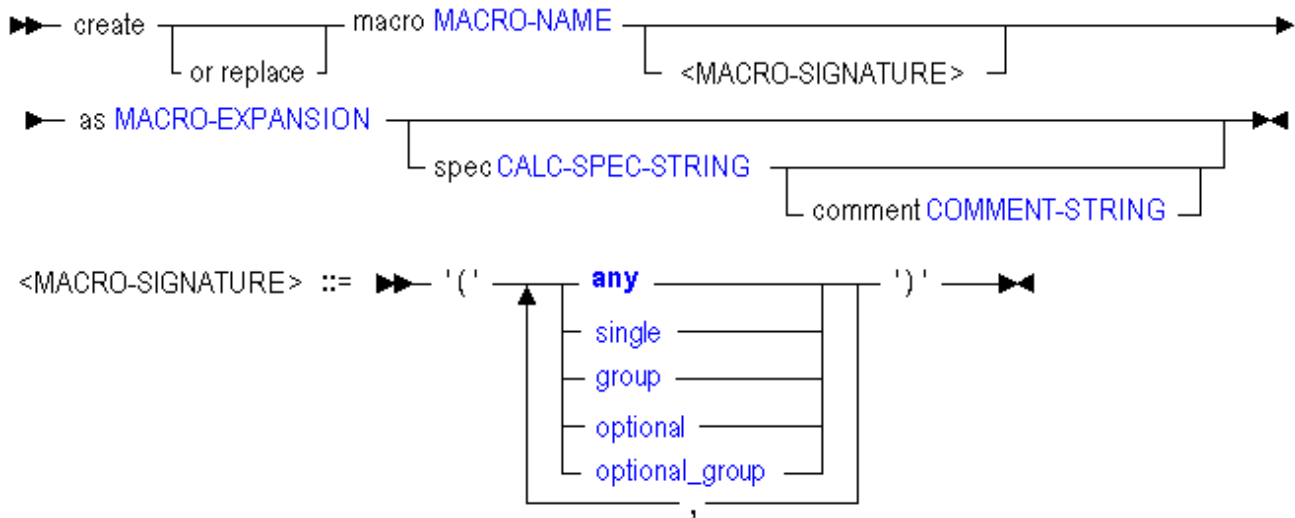 create macro MACRO-NAME
or replace <MACRO-SIGNATURE>
as MACRO-EXPANSION
spec CALC-SPEC-STRING
comment COMMENT-STRING
<MACRO-SIGNATURE> ::= '(' any ')'
single
group
optional
optional_group
,